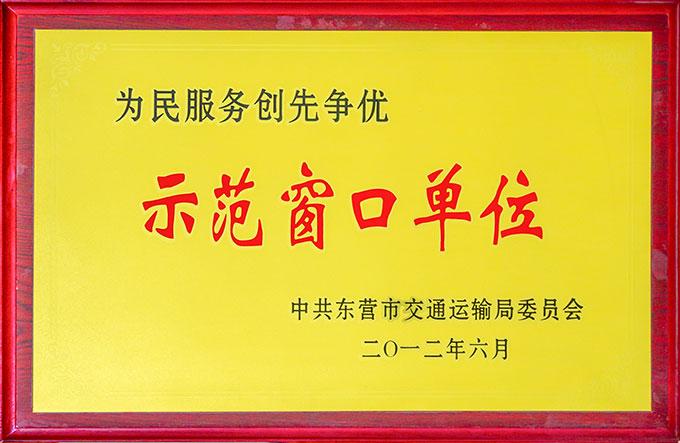 为民服务创先争优
示范窗口单位
中共东营市交通运输局委员会
二〇一二年六月